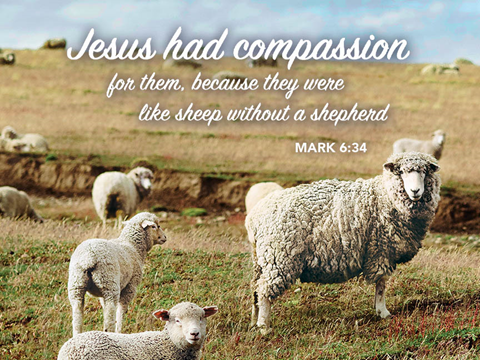 Jesus had compassion
for them, because they were
like sheep without a shepherd
MARK 6:34